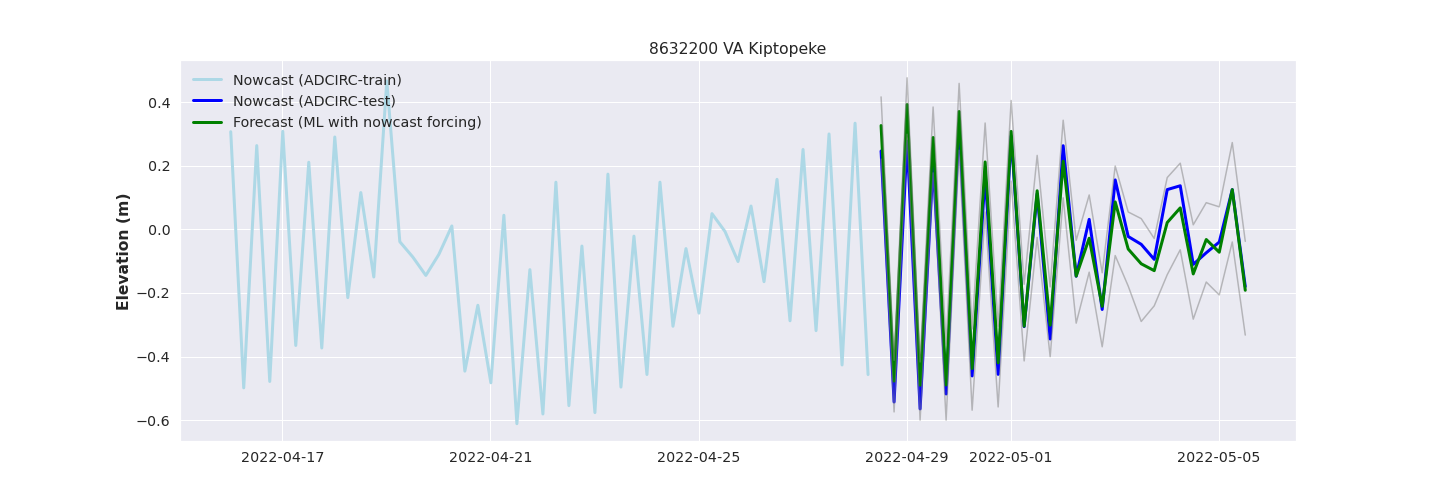 8632200 VA Kiptopeke
Nowcast (ADCIRC-train)
Nowcast (ADCIRC-test)
Forecast (ML with nowcast forcing)
Elevation (m)
0.4
0.2
0.0
−0.2
−0.4
−0.6
2022-04-17
2022-04-21
2022-04-25
2022-04-29
2022-05-01
2022-05-05